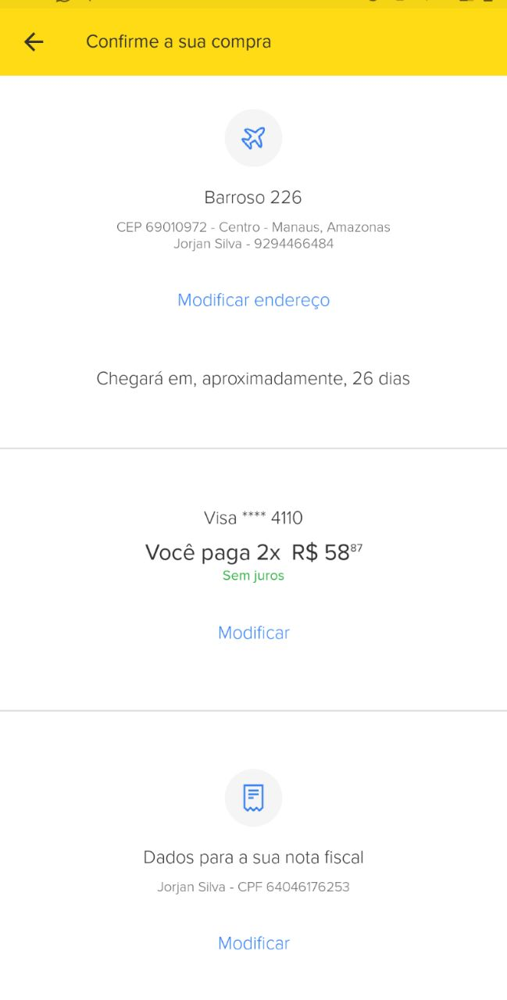 Confirme a sua compra
Barroso 226
CEP 69010972 - Centro - Manaus, Amazonas
Jorjan Silva - 9294466484
Modificar endereço
Chegará em, aproximadamente, 26 dias
Visa **** 4110
Você paga 2x R$ 58⁸⁷
Sem juros
Modificar
Dados para a sua nota fiscal
Jorjan Silva - CPF 64046176253
Modificar